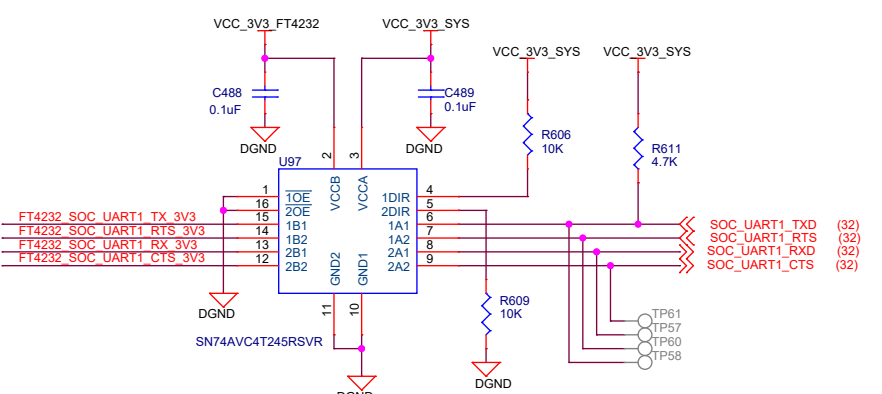 VCC_3V3_FT4232
VCC_3V3_SYS
VCC_3V3_SYS
VCC_3V3_SYS
C488
0.1uF
C489
0.1uF
R606
10K
R611
4.7K
DGND
DGND
U97
2
3
VCCB
VCCA
1
1OE
16
2OE
15
1B1
14
1B2
13
2B1
12
2B2
1DIR
4
2DIR
5
1A1
6
1A2
7
2A1
8
2A2
9
FT4232_SOC_UART1_TX_3V3
FT4232_SOC_UART1_RTS_3V3
FT4232_SOC_UART1_RX_3V3
FT4232_SOC_UART1_CTS_3V3
SOC_UART1_TXD (32)
SOC_UART1_RTS (32)
SOC_UART1_RXD (32)
SOC_UART1_CTS (32)
GND2
GND1
11
10
DGND
R609
10K
TP61
TP57
TP60
TP58
SN74AVC4T245RSVR
DGND
DGND